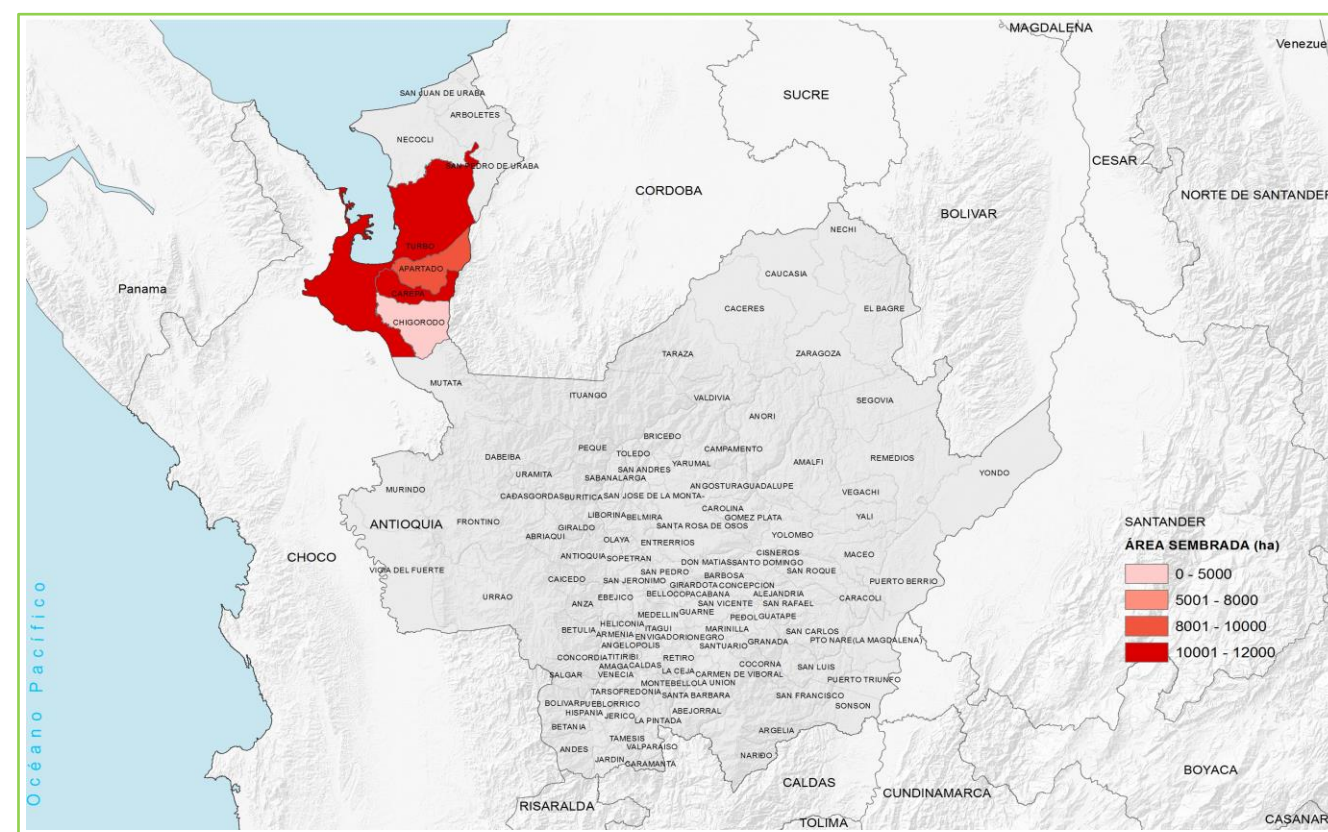 MAGDALENA
Venezue
SAN JUAN DE URABA
SUCRE
ARBOLETES
NECOCLI
SAN PEDRO DE URABA
CESAR
CORDOBA
NORTE DE SANTANDER
BOLIVAR
NECHI
TURBO
APARTADO
CAUCASIA
Panama
CAREPA
CACERES
EL BAGRE
CHIGORODO
TARAZA
ZARAGOZA
MUTATA
ITUANGO
VALDIVIA
SEGOVIA
ANORI
BRICEÐO
PEQUE
CAMPAMENTO
TOLEDO
DABEIBA
YARUMAL
AMALFI
REMEDIOS
SAN ANDRES
URAMITA
SABANALARGA
YONDO
ANGOSTURA
GUADALUPE
MURINDO
VEGACHI
CAÐASGORDAS
BURITICA
SAN JOSE DE LA MONTA-
CAROLINA
LIBORINA
BELMIRA
GOMEZ PLATA
YALI
ANTIOQUIA
FRONTINO
GIRALDO
SANTA ROSA DE OSOS
SANTANDER
ABRIAQUI
OLAYA
ENTRERRIOS
YOLOMBO
ÁREA SEMBRADA (ha)
CHOCO
ANTIOQUIA
SOPETRAN
CISNEROS
MACEO
DON MATIAS
SANTO DOMINGO
VIGIA DEL FUERTE
SAN PEDRO
BARBOSA
SAN ROQUE
0 - 5000
CAICEDO
SAN JERONIMO
GIRARDOTA
CONCEPCION
PUERTO BERRIO
URRAO
EBEJICO
BELLO
COPACABANA
ALEJANDRIA
CARACOLI
5001 - 8000
ANZA
SAN VICENTE
SAN RAFAEL
MEDELLIN
GUARNE
PEÐOL
GUATAPE
8001 - 10000
HELICONIA
BETULIA
ITAGUI
MARINILLA
SAN CARLOS
ARMENIA
ENVIGADO
RIONEGRO
GRANADA
PTO NARE(LA MAGDALENA)
ANGELOPOLIS
SANTUARIO
10001 - 12000
CONCORDIA
TITIRIBI
RETIRO
AMAGA
CALDAS
COCORNA
SAN LUIS
SALGAR
VENECIA
LA CEJA
CARMEN DE VIBORAL
PUERTO TRIUNFO
MONTEBELLO
LA UNION
TARSO
FREDONIA
SANTA BARBARA
SAN FRANCISCO
BOLIVAR
PUEBLORRICO
SONSON
HISPANIA
JERICO
ABEJORRAL
LA PINTADA
BETANIA
ARGELIA
TAMESIS
ANDES
VALPARAISO
NARIÐO
JARDIN
CARAMANTA
BOYACA
CALDAS
CUNDINAMARCA
RISARALDA
CASANAR
TOLIMA
Océano Pacífico